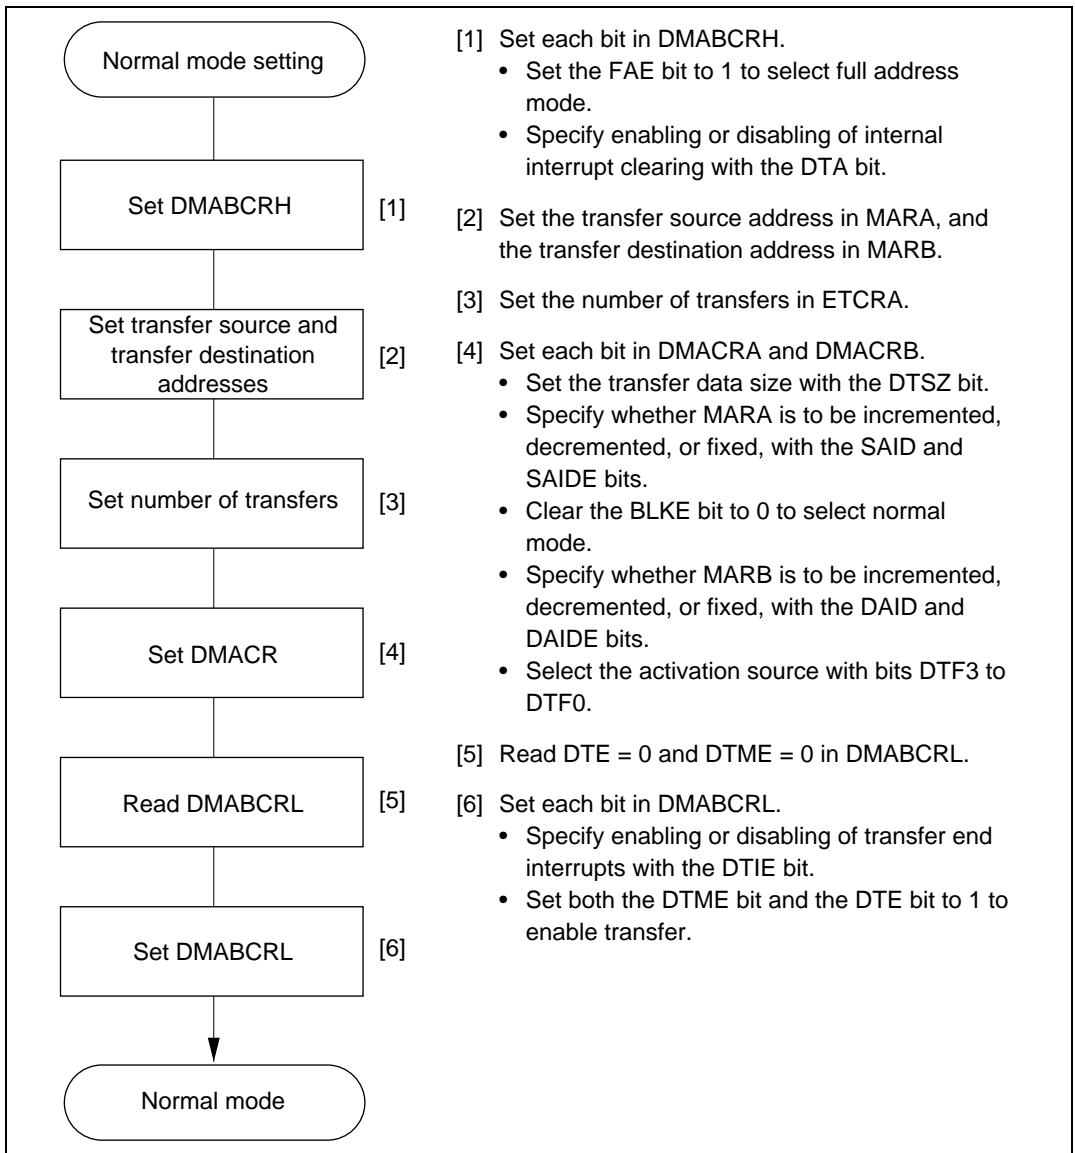 Normal mode setting
Set DMABCRH [1]
Set transfer source and
transfer destination
addresses
[2]
Set number of transfers [3]
Set DMACR [4]
Read DMABCRL [5]
Set DMABCRL [6]
Normal mode
[1] Set each bit in DMABCRH.
• Set the FAE bit to 1 to select full address
mode.
• Specify enabling or disabling of internal
interrupt clearing with the DTA bit.
[2] Set the transfer source address in MARA, and
the transfer destination address in MARB.
[3] Set the number of transfers in ETCRA.
[4] Set each bit in DMACRA and DMACRB.
• Set the transfer data size with the DTSZ bit.
• Specify whether MARA is to be incremented,
decremented, or fixed, with the SAID and
SAIDE bits.
• Clear the BLKE bit to 0 to select normal
mode.
• Specify whether MARB is to be incremented,
decremented, or fixed, with the DAID and
DAIDE bits.
• Select the activation source with bits DTF3 to
DTF0.
[5] Read DTE = 0 and DTME = 0 in DMABCRL.
[6] Set each bit in DMABCRL.
• Specify enabling or disabling of transfer end
interrupts with the DTIE bit.
• Set both the DTME bit and the DTE bit to 1 to
enable transfer.